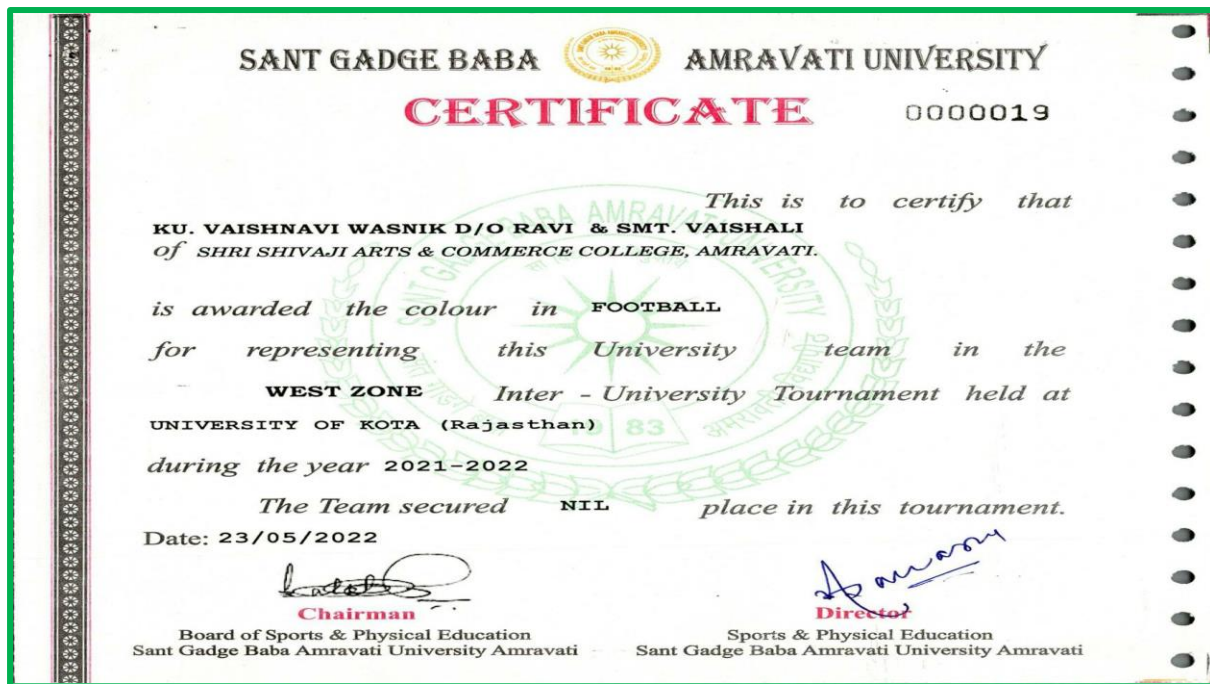 SANT GADGE BABA AMRAVATI UNIVERSITY
CERTIFICATE 0000019
This is to certify that
KU. VAISHNAVI WASNIK D/O RAVI & SMT. VAISHALI
of SHRI SHIVAJI ARTS & COMMERCE COLLEGE, AMRAVATI.
is awarded the colour in FOOTBALL
for representing this University team in the
WEST ZONE Inter - University Tournament held at
UNIVERSITY OF KOTA (Rajasthan)
1983
during the year 2021-2022
The Team secured NIL place in this tournament.
Date: 23/05/2022
Chairman
Board of Sports & Physical Education
Sant Gadge Baba Amravati University Amravati
Director
Sports & Physical Education
Sant Gadge Baba Amravati University Amravati